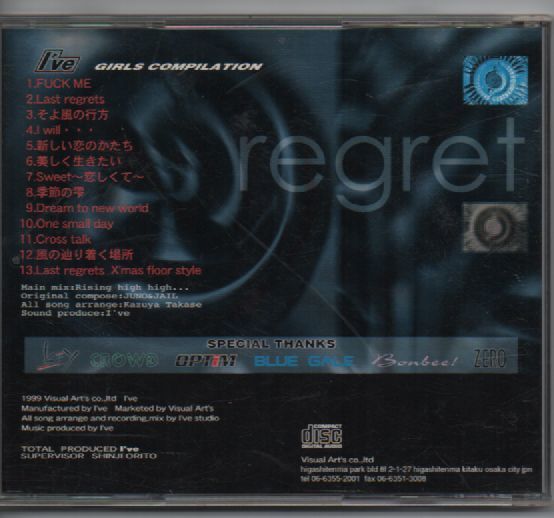 I've GIRLS COMPILATION
1.FUCK ME
2.Last regrets
3.そよ風の行方
4.I will・・・
5.新しい恋のかたち
6.美しく生きたい
7.Sweet～恋しくて～
8.季節の雫
9.Dream to new world
10.One small day
11.Cross talk
12.風の辿り着く場所
13.Last regrets X'mas floor style
regret
Main mix:Rising high high...
Original compose:JUNO&JAIL
All song arrange:Kazuya Takase
Sound produce:I've
SPECIAL THANKS
Key CROWD OPTiM BLUE GALE Bonbee! ZERO
1999 Visual Art's co.,ltd I've
Manufactured by I've Marketed by Visual Art's
All song arrange and recording,mix by I've studio
Music produced by I've
TOTAL PRODUCED I've
SUPERVISOR SHINJI ORITO
COMPACT
disc
DIGITAL AUDIO
Visual Art's co.,ltd
higashitenma park bld 8f 2-1-27 higashitenma kitaku osaka city jpn
tel 06-6355-2001 fax 06-6351-3008